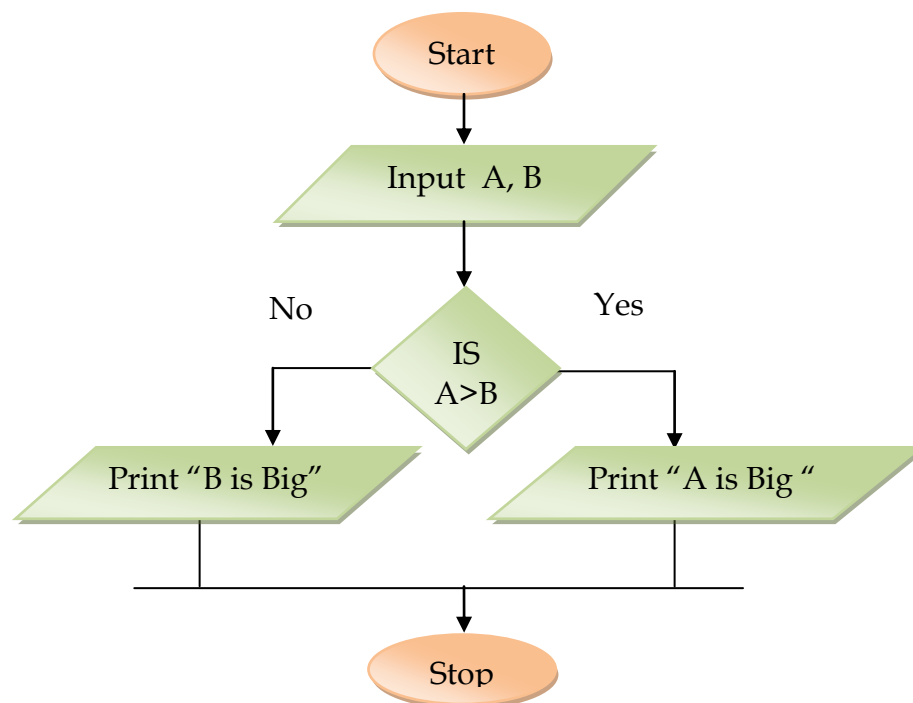 Start
Input  A, B
No
Yes
IS
A>B
Print “B is Big”
Print “A is Big “
Stop